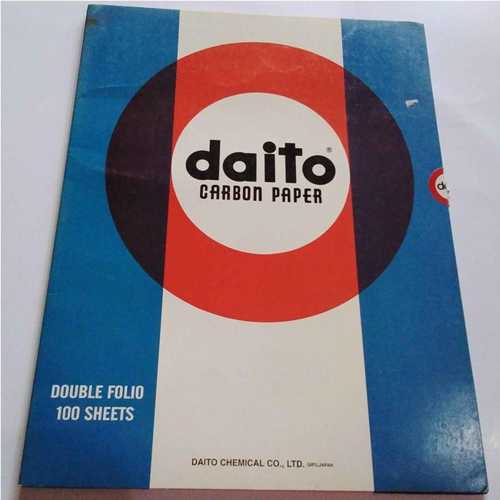 daito®
CARBON PAPER
DOUBLE FOLIO
100 SHEETS
DAITO CHEMICAL CO., LTD.